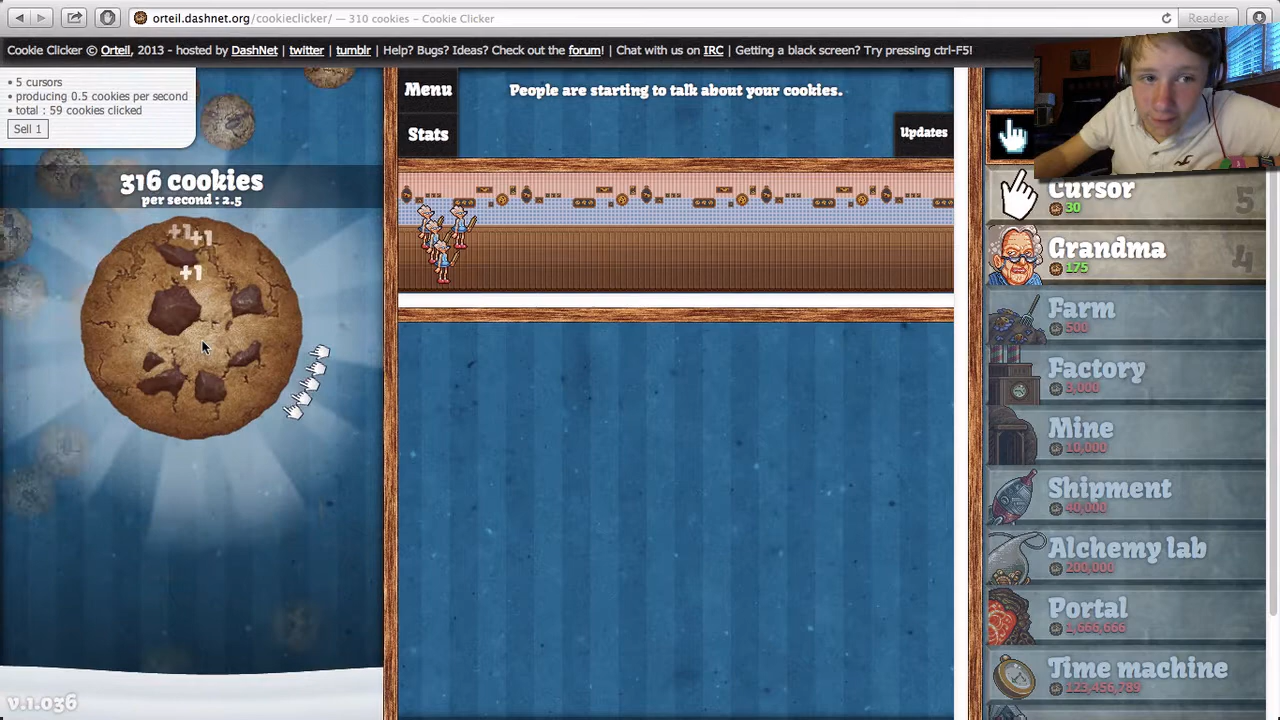 orteil.dashnet.org/cookieclicker/ — 310 cookies – Cookie Clicker
Reader
Cookie Clicker © Orteil, 2013 - hosted by DashNet | twitter | tumblr | Help? Bugs? Ideas? Check out the forum! | Chat with us on IRC | Getting a black screen? Try pressing ctrl-F5!
• 5 cursors
• producing 0.5 cookies per second
• total : 59 cookies clicked
Sell 1
316 cookies
per second : 2.5
+1
+1
+1
v.1.036
Menu
Stats
People are starting to talk about your cookies.
Updates
Cursor
30
5
Grandma
175
4
Farm
500
Factory
3,000
Mine
10,000
Shipment
40,000
Alchemy lab
200,000
Portal
1,666,666
Time machine
123,456,789